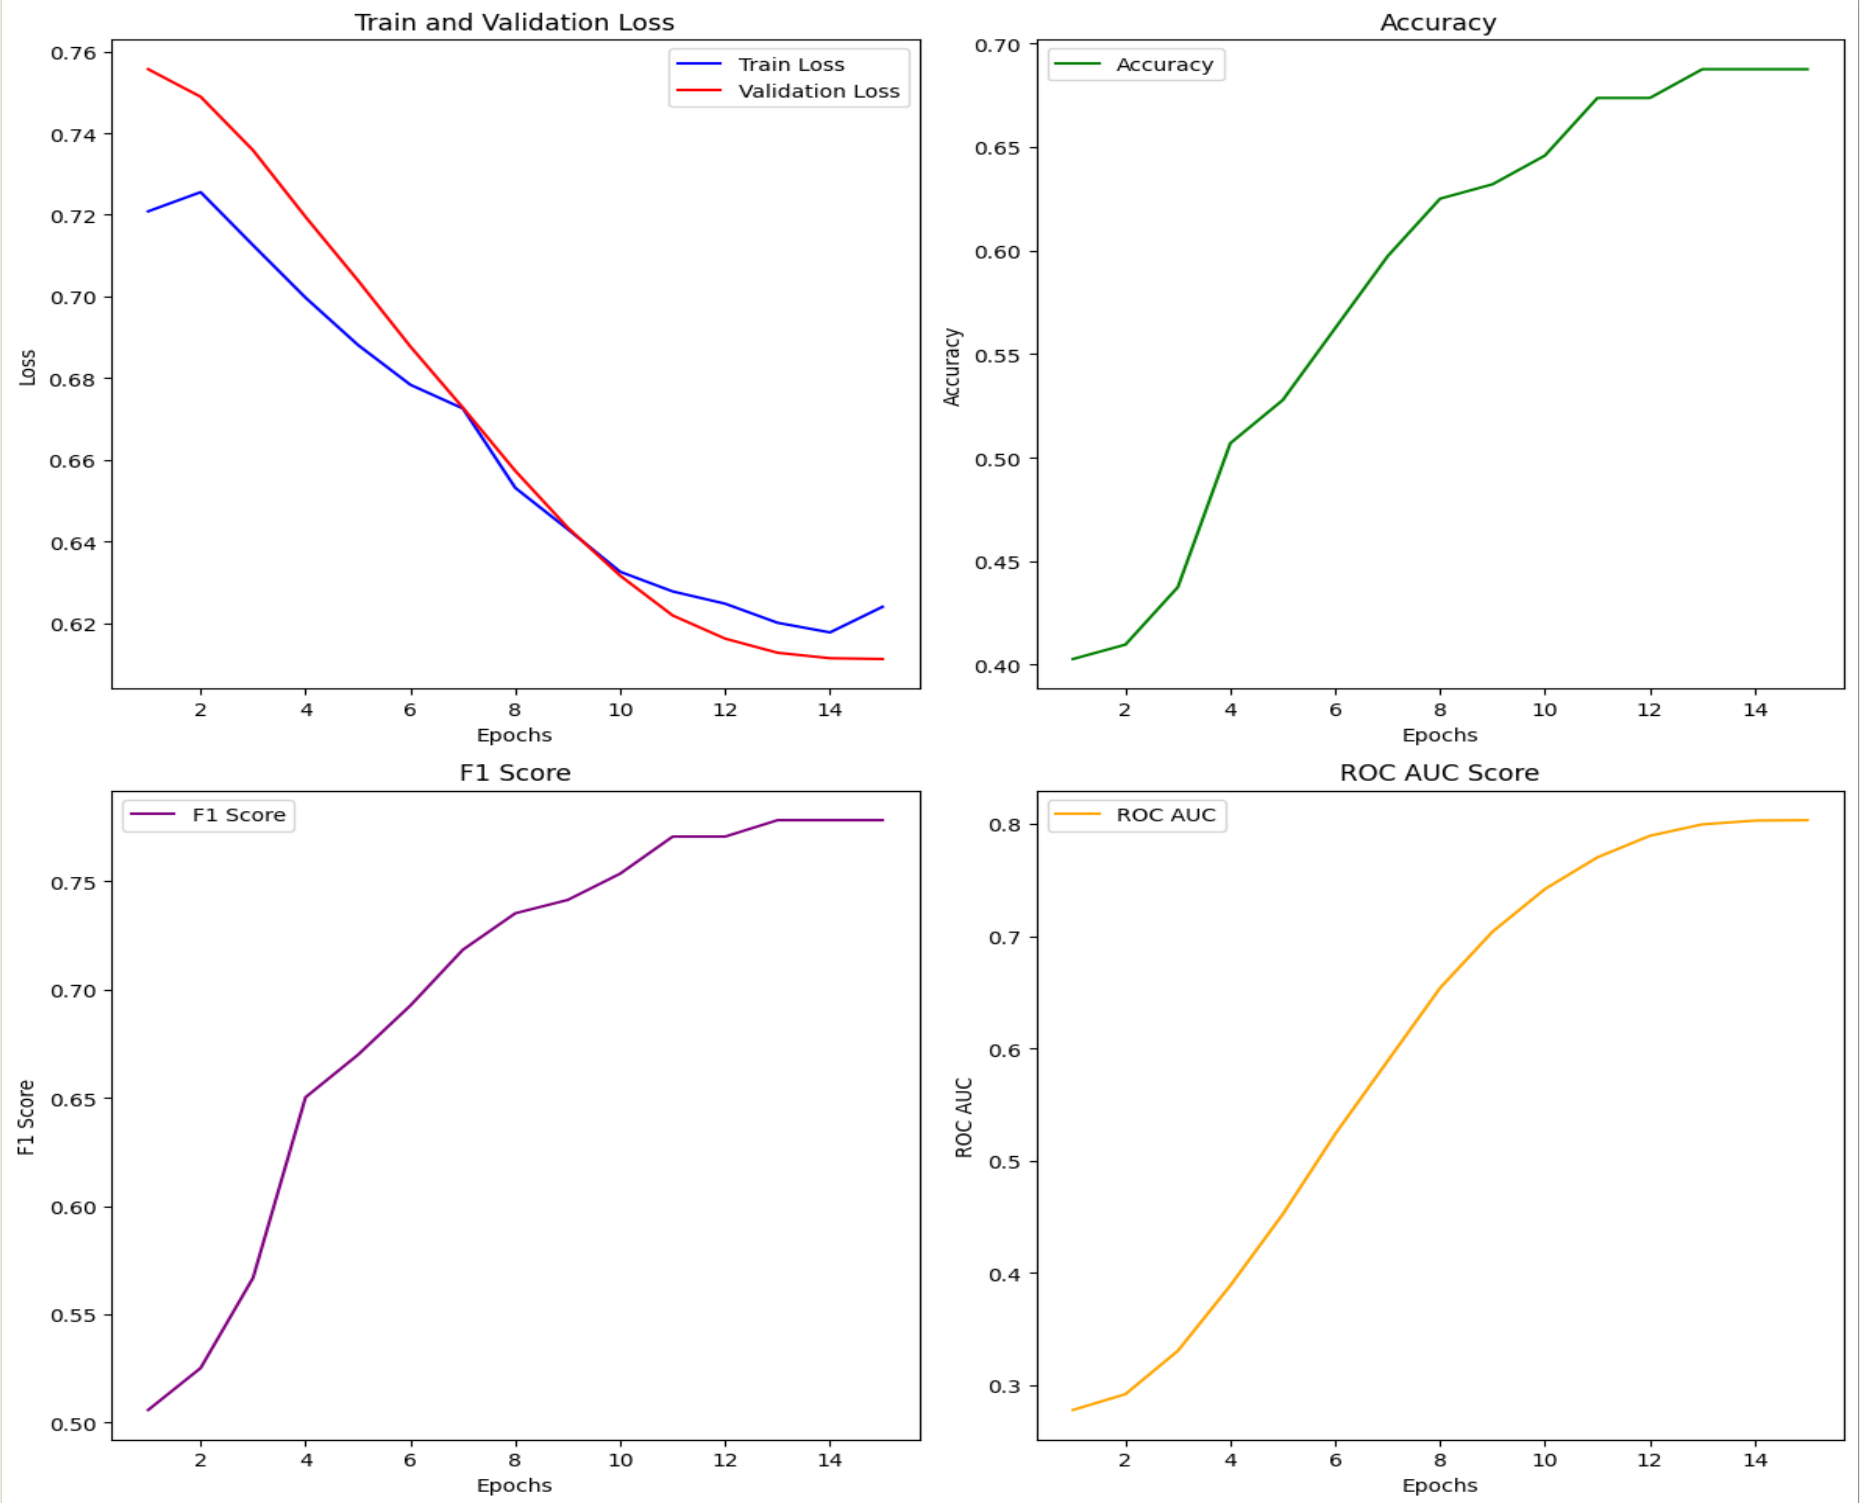 Train and Validation Loss
Train Loss
Validation Loss
0.76
0.74
0.72
0.70
0.68
0.66
0.64
0.62
Loss
2 4 6 8 10 12 14
Epochs
Accuracy
Accuracy
0.70
0.65
0.60
0.55
0.50
0.45
0.40
Accuracy
2 4 6 8 10 12 14
Epochs
F1 Score
F1 Score
0.75
0.70
0.65
0.60
0.55
0.50
F1 Score
2 4 6 8 10 12 14
Epochs
ROC AUC Score
ROC AUC
0.8
0.7
0.6
0.5
0.4
0.3
ROC AUC
2 4 6 8 10 12 14
Epochs